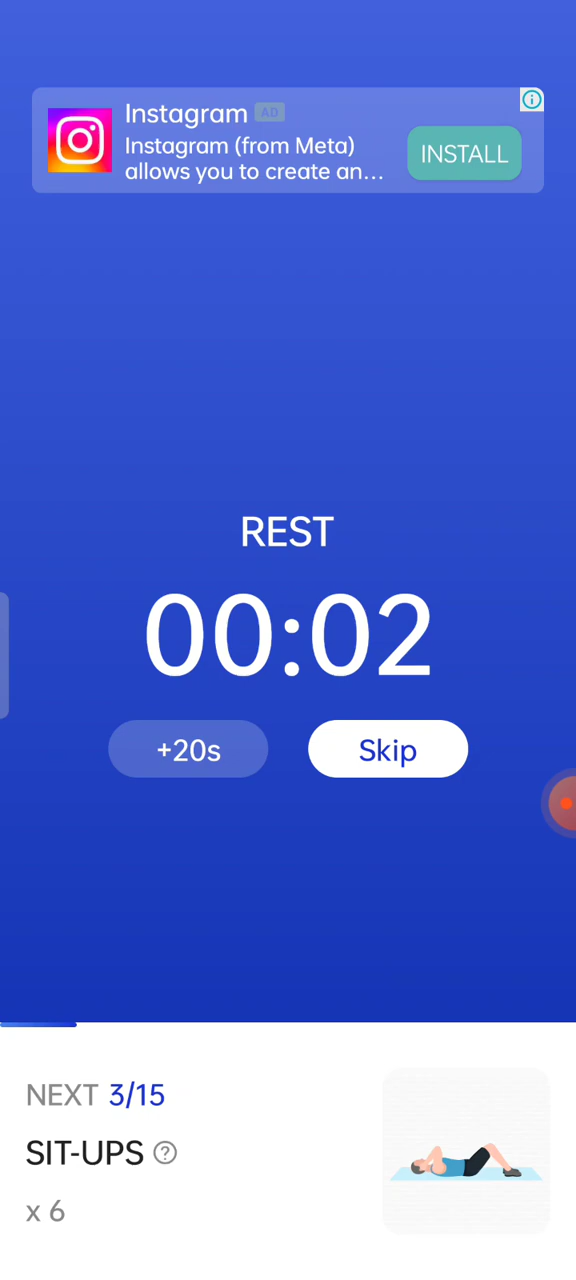 Instagram AD
Instagram (from Meta)
allows you to create an...
INSTALL
REST
00:02
+20s
Skip
NEXT 3/15
SIT-UPS ?
x 6